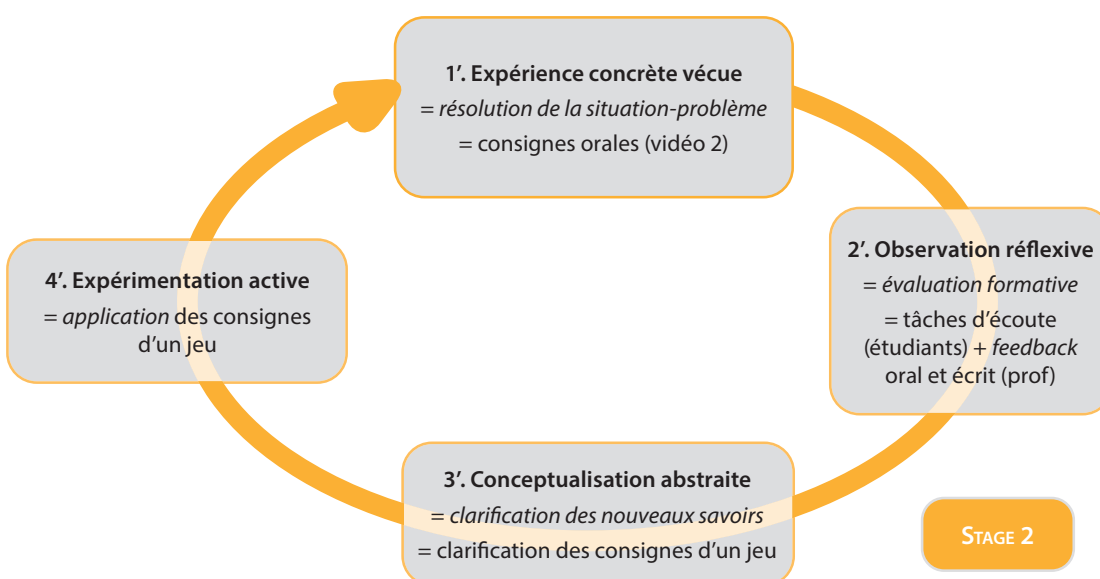 1’. Expérience concrète vécue
= résolution de la situation-problème
= consignes orales (vidéo 2)
2’. Observation réflexive
= évaluation formative
= tâches d’écoute
(étudiants) + feedback
oral et écrit (prof)
3’. Conceptualisation abstraite
= clarification des nouveaux savoirs
= clarification des consignes d’un jeu
4’. Expérimentation active
= application des consignes
d’un jeu
STAGE 2